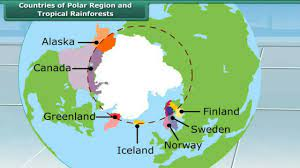 Countries of Polar Region and
Tropical Rainforests
Alaska
Canada
Greenland
Iceland
Finland
Sweden
Norway